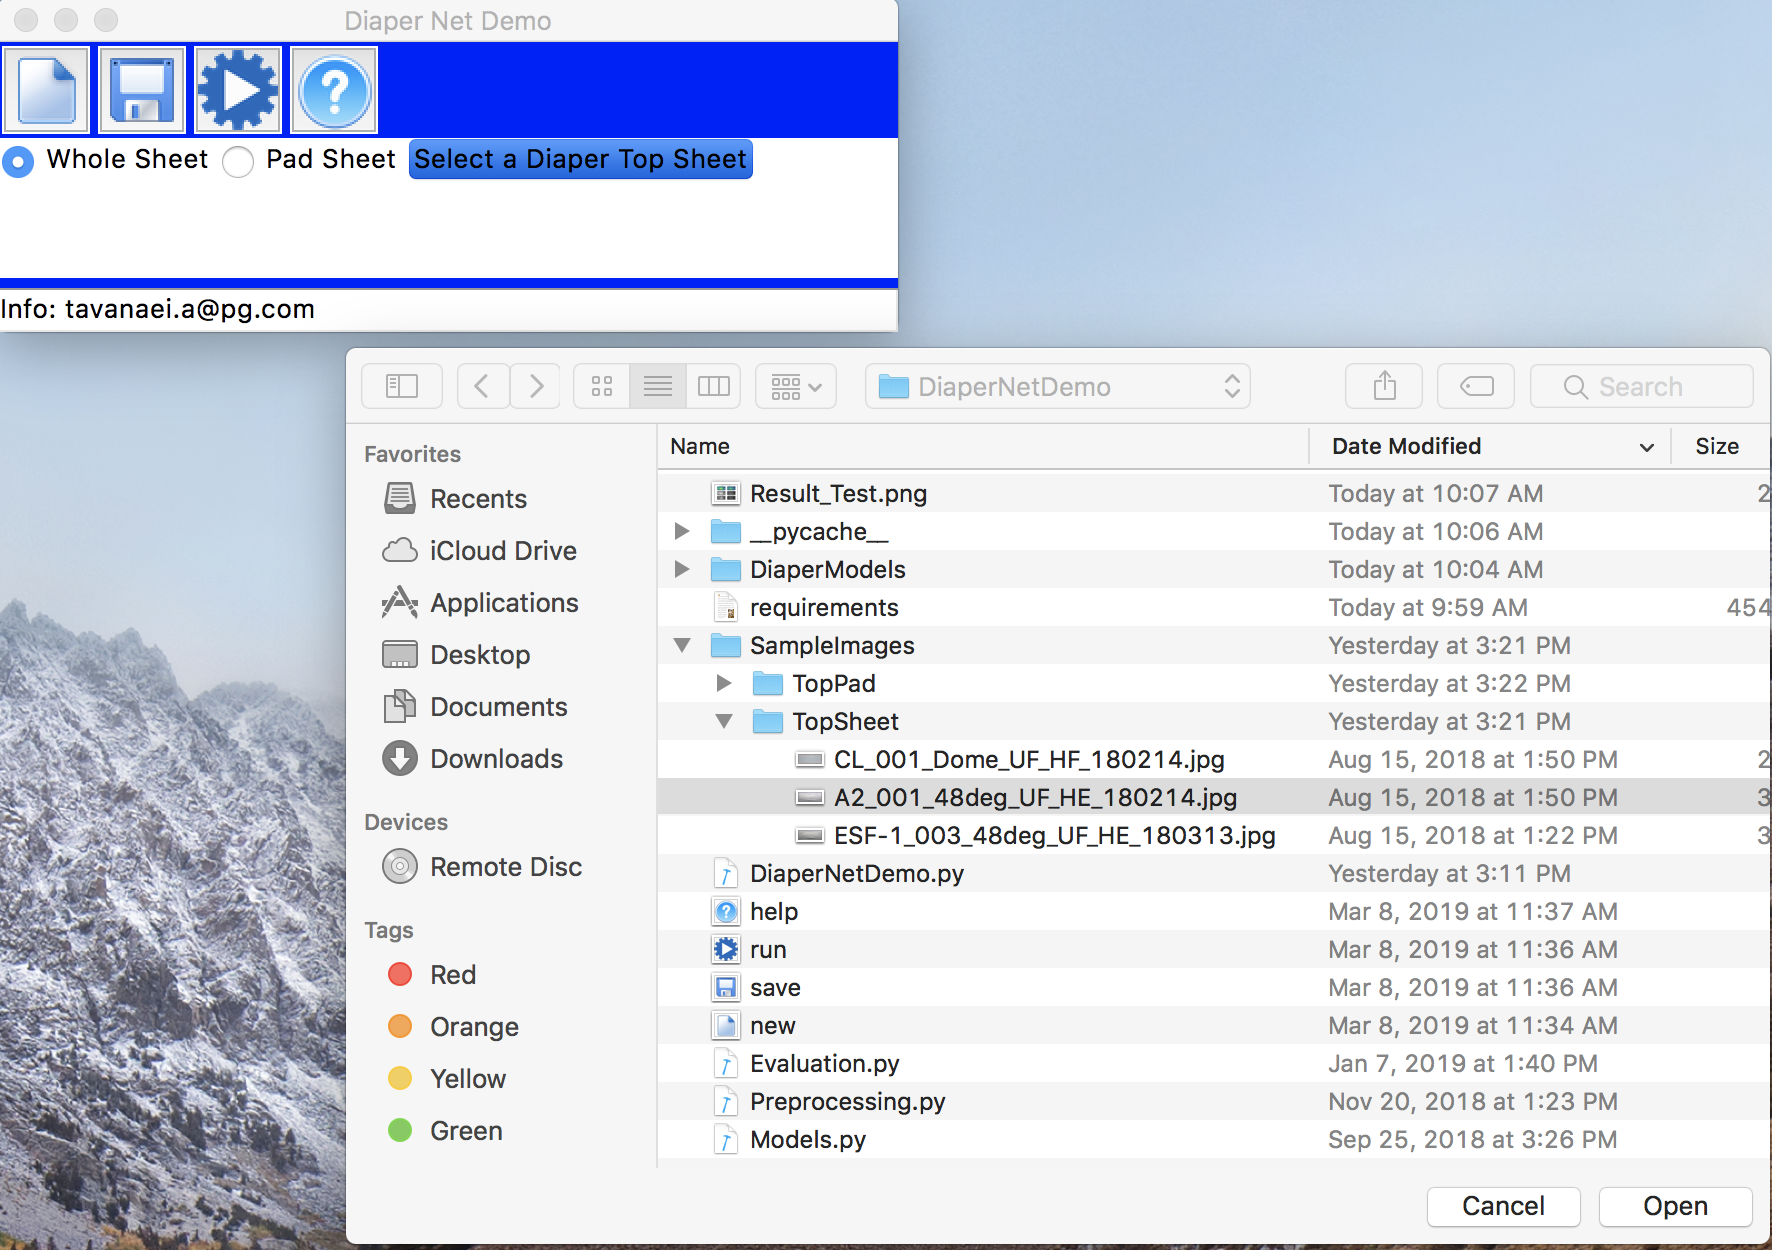 Diaper Net Demo
Whole Sheet Pad Sheet Select a Diaper Top Sheet
Info: tavanaei.a@pg.com
DiaperNetDemo Search
Favorites
Recents
iCloud Drive
Applications
Desktop
Documents
Downloads
Devices
Remote Disc
Tags
Red
Orange
Yellow
Green
Name Date Modified Size
Result_Test.png Today at 10:07 AM 2
__pycache__ Today at 10:06 AM
DiaperModels Today at 10:04 AM
requirements Today at 9:59 AM 454
SampleImages Yesterday at 3:21 PM
TopPad Yesterday at 3:22 PM
TopSheet Yesterday at 3:21 PM
CL_001_Dome_UF_HF_180214.jpg Aug 15, 2018 at 1:50 PM 2
A2_001_48deg_UF_HE_180214.jpg Aug 15, 2018 at 1:50 PM 3
ESF-1_003_48deg_UF_HE_180313.jpg Aug 15, 2018 at 1:22 PM 3
DiaperNetDemo.py Yesterday at 3:11 PM
help Mar 8, 2019 at 11:37 AM
run Mar 8, 2019 at 11:36 AM
save Mar 8, 2019 at 11:36 AM
new Mar 8, 2019 at 11:34 AM
Evaluation.py Jan 7, 2019 at 1:40 PM
Preprocessing.py Nov 20, 2018 at 1:23 PM
Models.py Sep 25, 2018 at 3:26 PM
Cancel Open